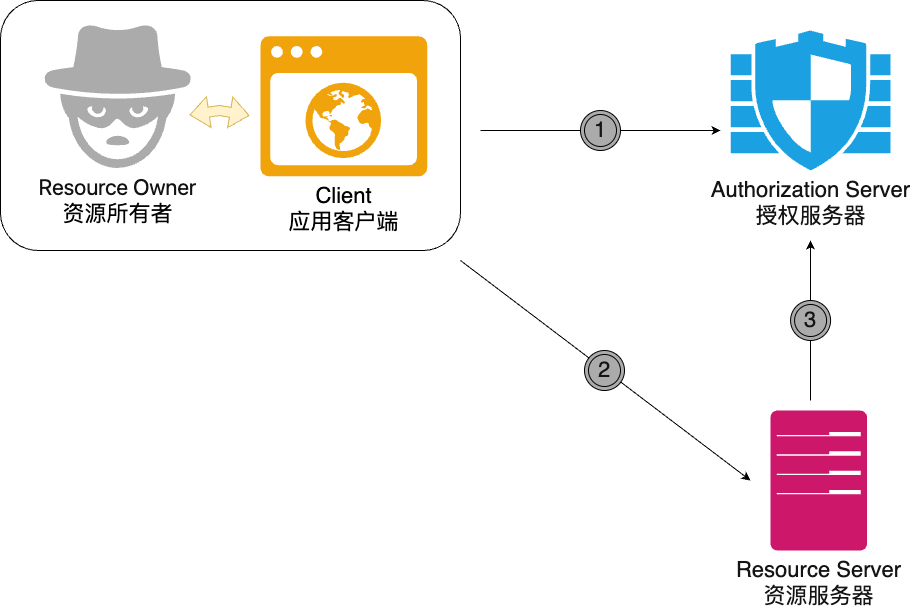 Resource Owner
资源所有者
Client
应用客户端
1
Authorization Server
授权服务器
2
3
Resource Server
资源服务器